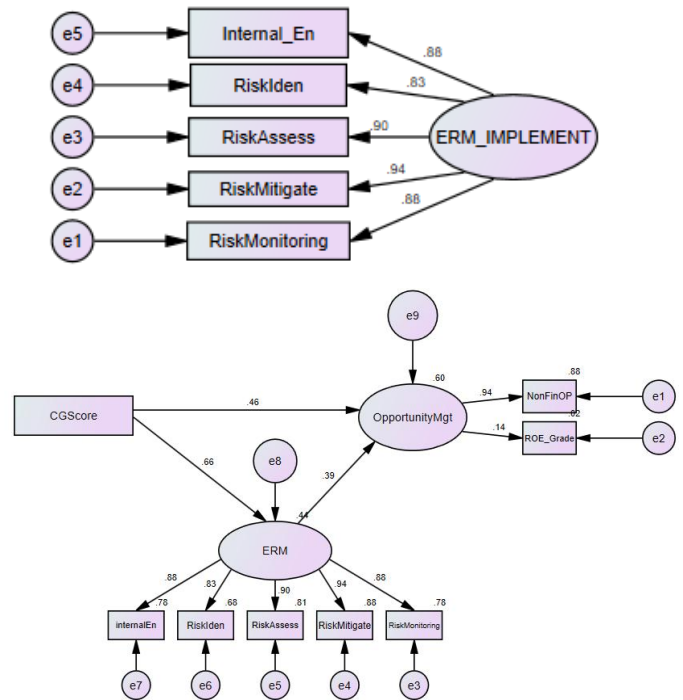 e5
Internal_En
.88
e4
RiskIden
.83
e3
RiskAssess
.90
ERM_IMPLEMENT
e2
RiskMitigate
.94
e1
RiskMonitoring
.88
e9
.60
.88
CGScore
.46
OpportunityMgt
.94
NonFinOP
e1
.14
.02
ROE_Grade
e2
.66
e8
.39
.44
ERM
.88
.83
.90
.94
.88
.78
.68
.81
.88
.78
internalEn
RiskIden
RiskAssess
RiskMitigate
RiskMonitoring
e7
e6
e5
e4
e3